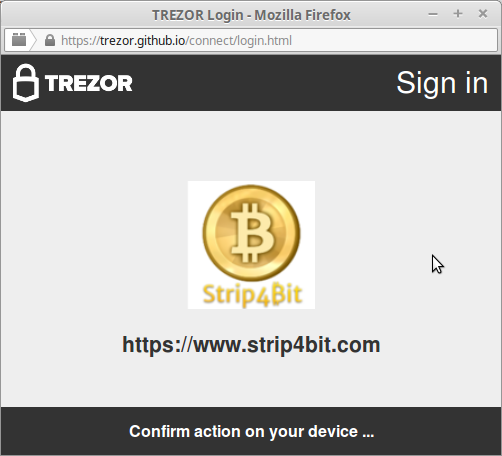 TREZOR Login - Mozilla Firefox
https://trezor.github.io/connect/login.html
TREZOR
Sign in
B
Strip4Bit
https://www.strip4bit.com
Confirm action on your device ...